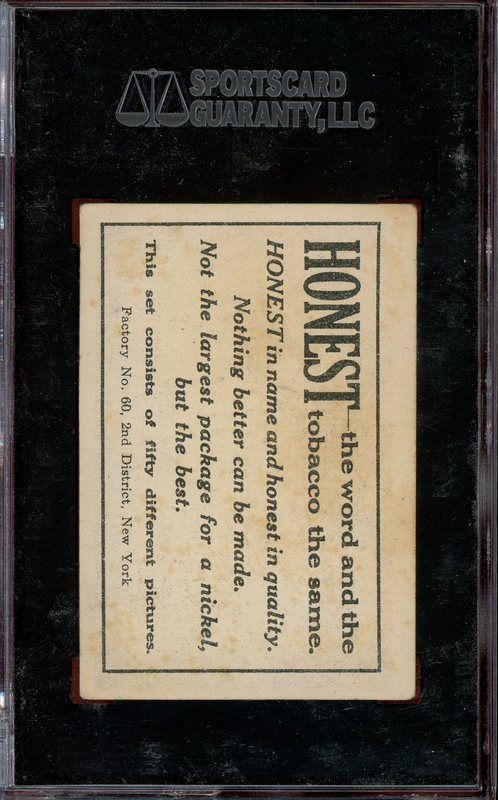 SPORTSCARD
GUARANTY, LLC
HONEST—the word and the
tobacco the same.
HONEST in name and honest in quality.
Nothing better can be made.
Not the largest package for a nickel,
but the best.
This set consists of fifty different pictures.
Factory No. 60, 2nd District, New York